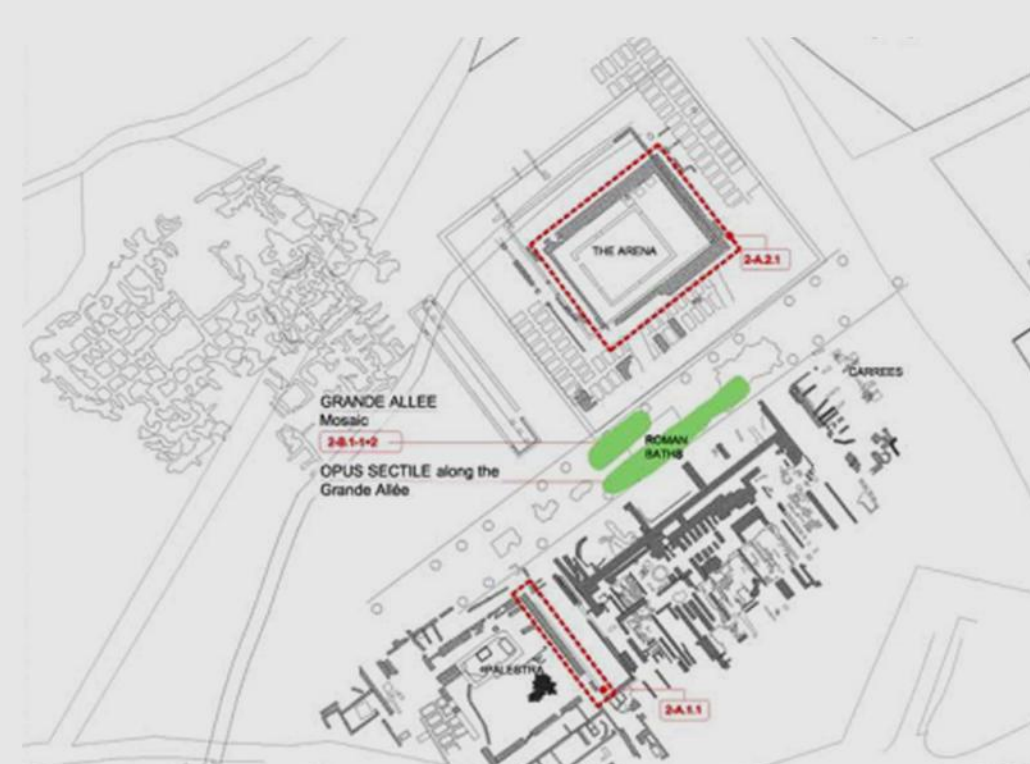 THE ARENA
2-A.2.1
CARREES
GRANDE ALLEE
Mosaic
2-B.1-1+2
ROMAN
BATHS
OPUS SECTILE along the
Grande Allée
PALESTRA
2-A.1.1